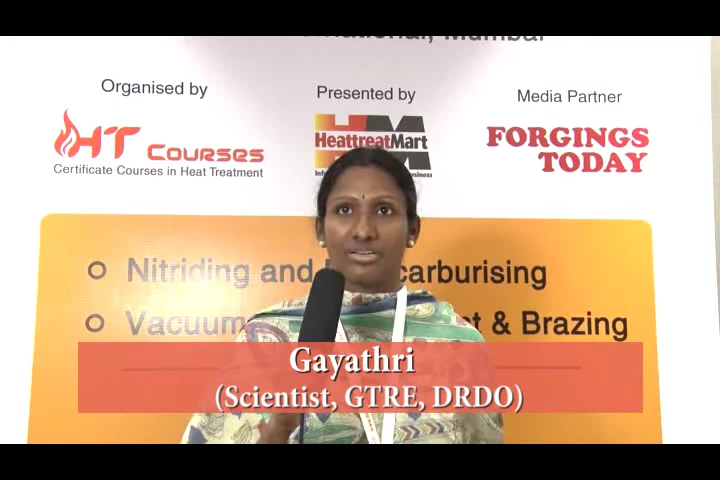 Mumbai
Organised by
Presented by
Media Partner
HT COURSES
Certificate Courses in Heat Treatment
HeattreatMart
FORGINGS
TODAY
Nitriding and carburising
Vacuum & Brazing
Gayathri
(Scientist, GTRE, DRDO)